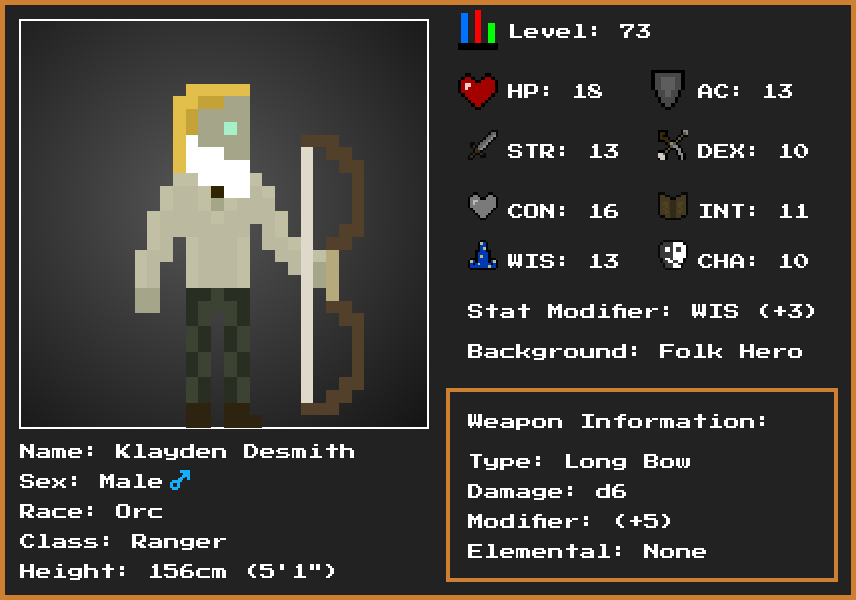 Level: 73
HP: 18 AC: 13
STR: 13 DEX: 10
CON: 16 INT: 11
WIS: 13 CHA: 10
Stat Modifier: WIS (+3)
Background: Folk Hero
Weapon Information:
Type: Long Bow
Damage: d6
Modifier: (+5)
Elemental: None
Name: Klayden Desmith
Sex: Male ♂
Race: Orc
Class: Ranger
Height: 156cm (5'1")